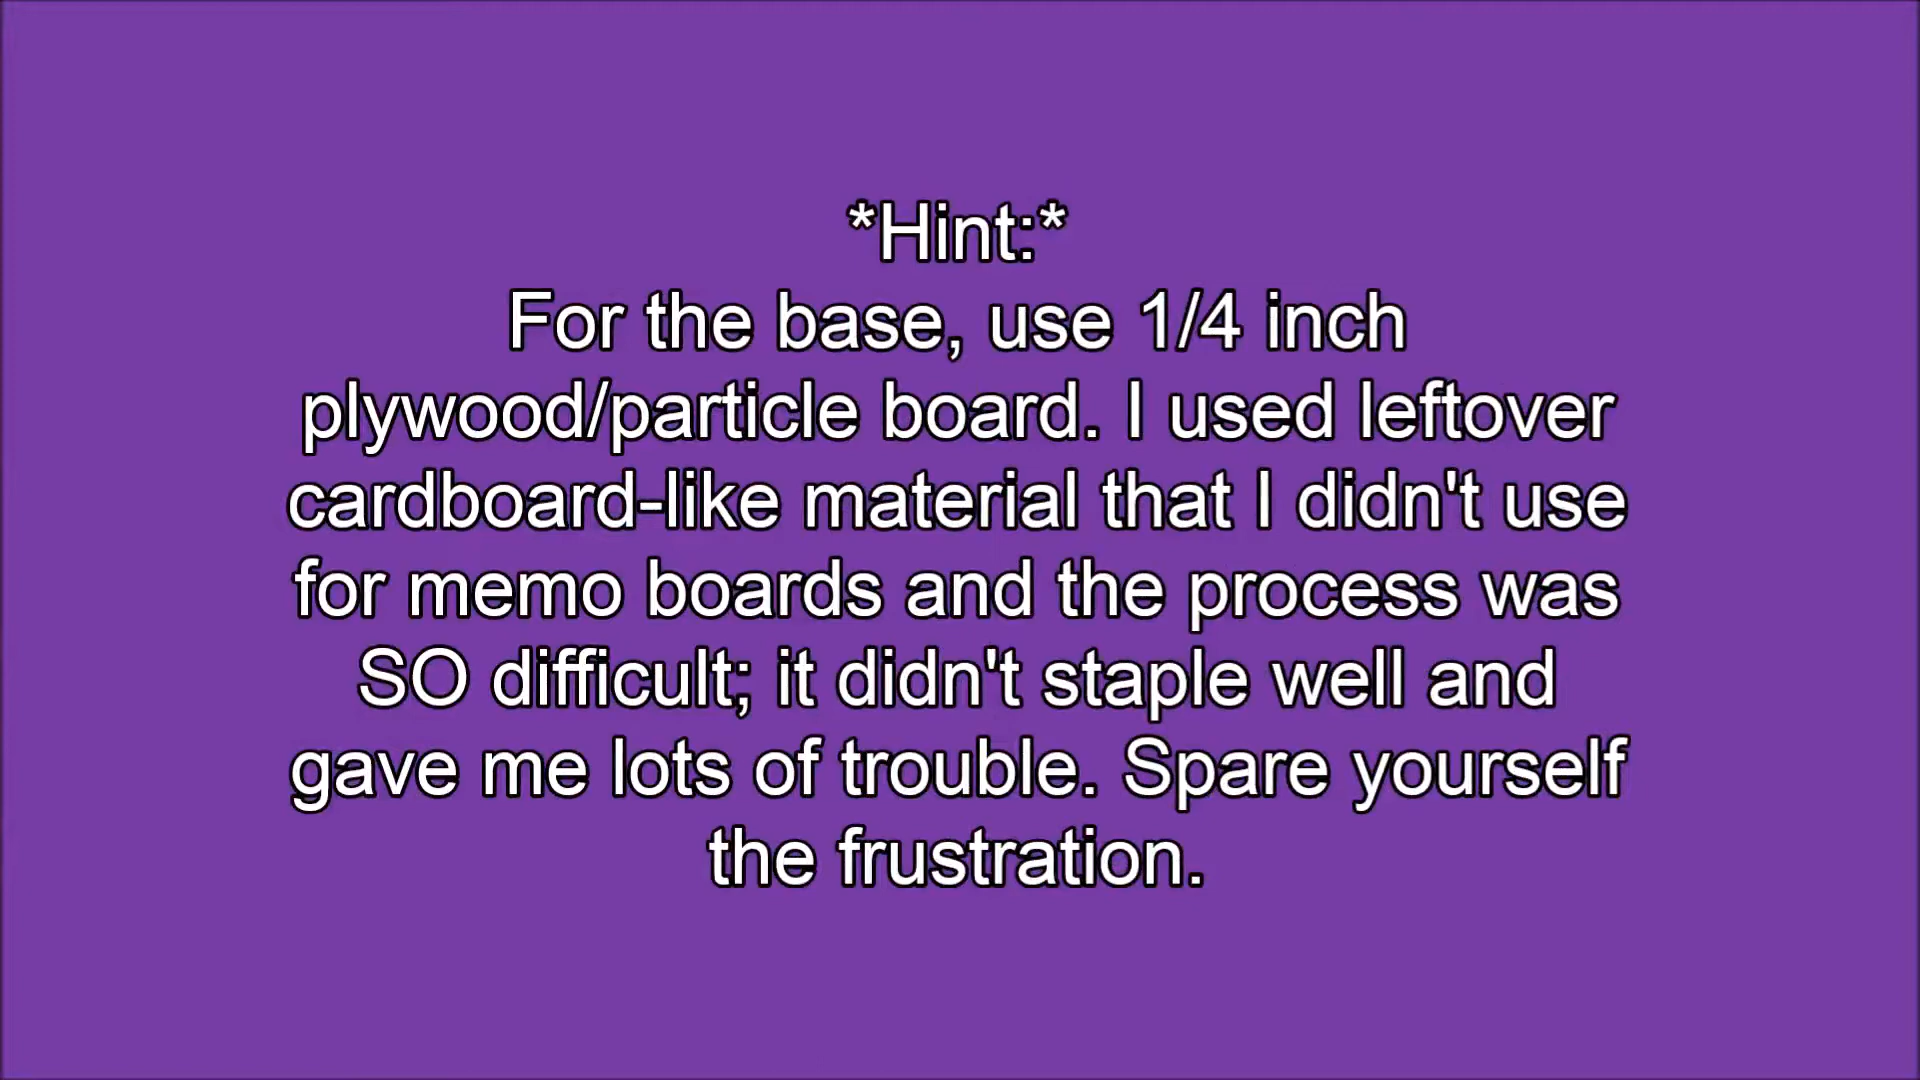 *Hint:*
For the base, use 1/4 inch
plywood/particle board. I used leftover
cardboard-like material that I didn't use
for memo boards and the process was
SO difficult; it didn't staple well and
gave me lots of trouble. Spare yourself
the frustration.